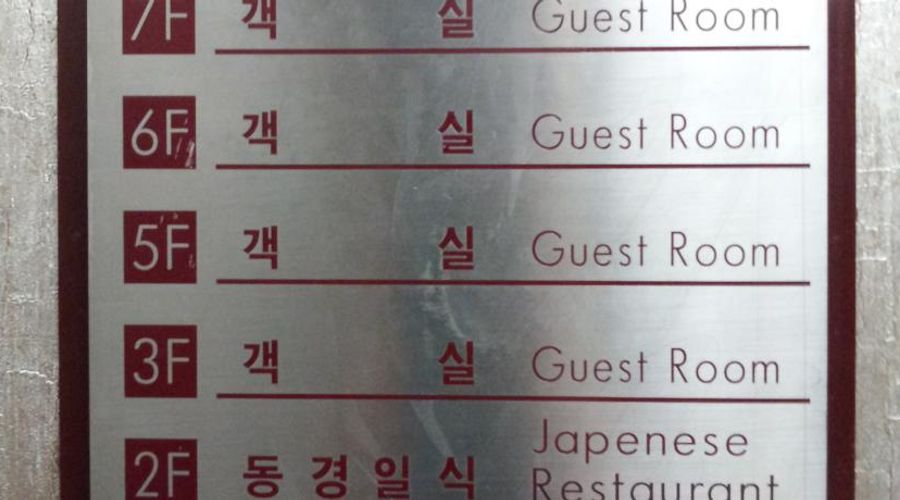 7F 객 실 Guest Room
6F 객 실 Guest Room
5F 객 실 Guest Room
3F 객 실 Guest Room
2F 동 경 일 식 Japenese
Restaurant